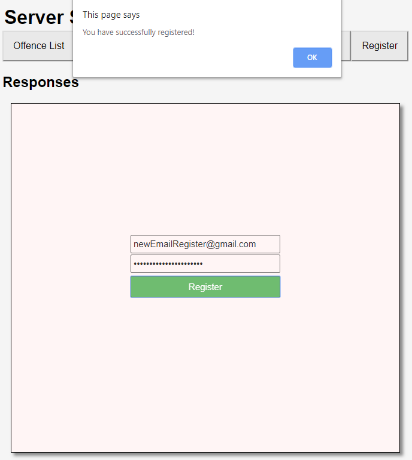 Server S
This page says
You have successfully registered!
OK
Offence List
Register
Responses
newEmailRegister@gmail.com
••••••••••••••••••••••
Register